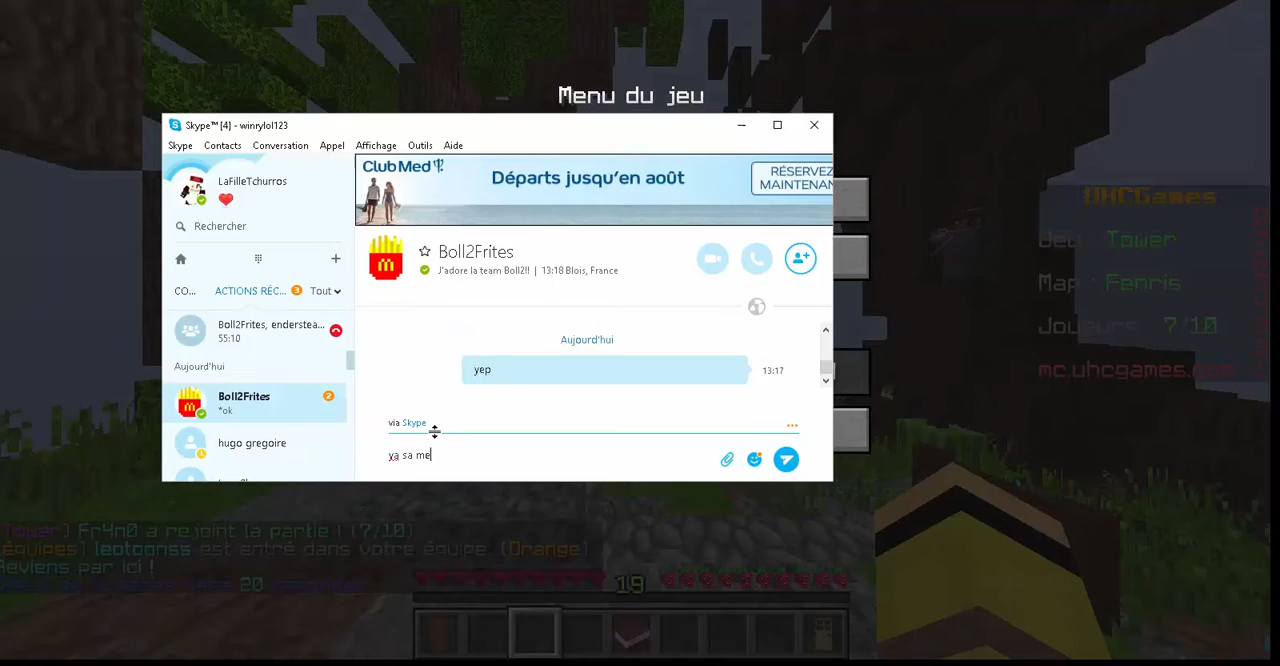 Menu du jeu
Skype™ [4] - winrylol123
Skype Contacts Conversation Appel Affichage Outils Aide
LaFilleTchurros
Rechercher
CO... ACTIONS RÉC... 3 Tout
Boll2Frites, enderstea...
55:10
Aujourd'hui
Boll2Frites 2
*ok
hugo gregoire
Club Med
Départs jusqu'en août
RÉSERVEZ
MAINTENAN
Boll2Frites
J'adore la team Boll2!! | 13:18 Blois, France
Aujourd'hui
yep 13:17
via Skype
ya sa me
UHCGames
Jeu : Tower
Map : Fenris
Joueurs 7/10
mc.uhcgames.com
[Tower] Fr4n0 a rejoint la partie ! (7/10)
équipes] leotoanss est entré dans votre équipe. (Orange)
Reviens par ici !
20
19